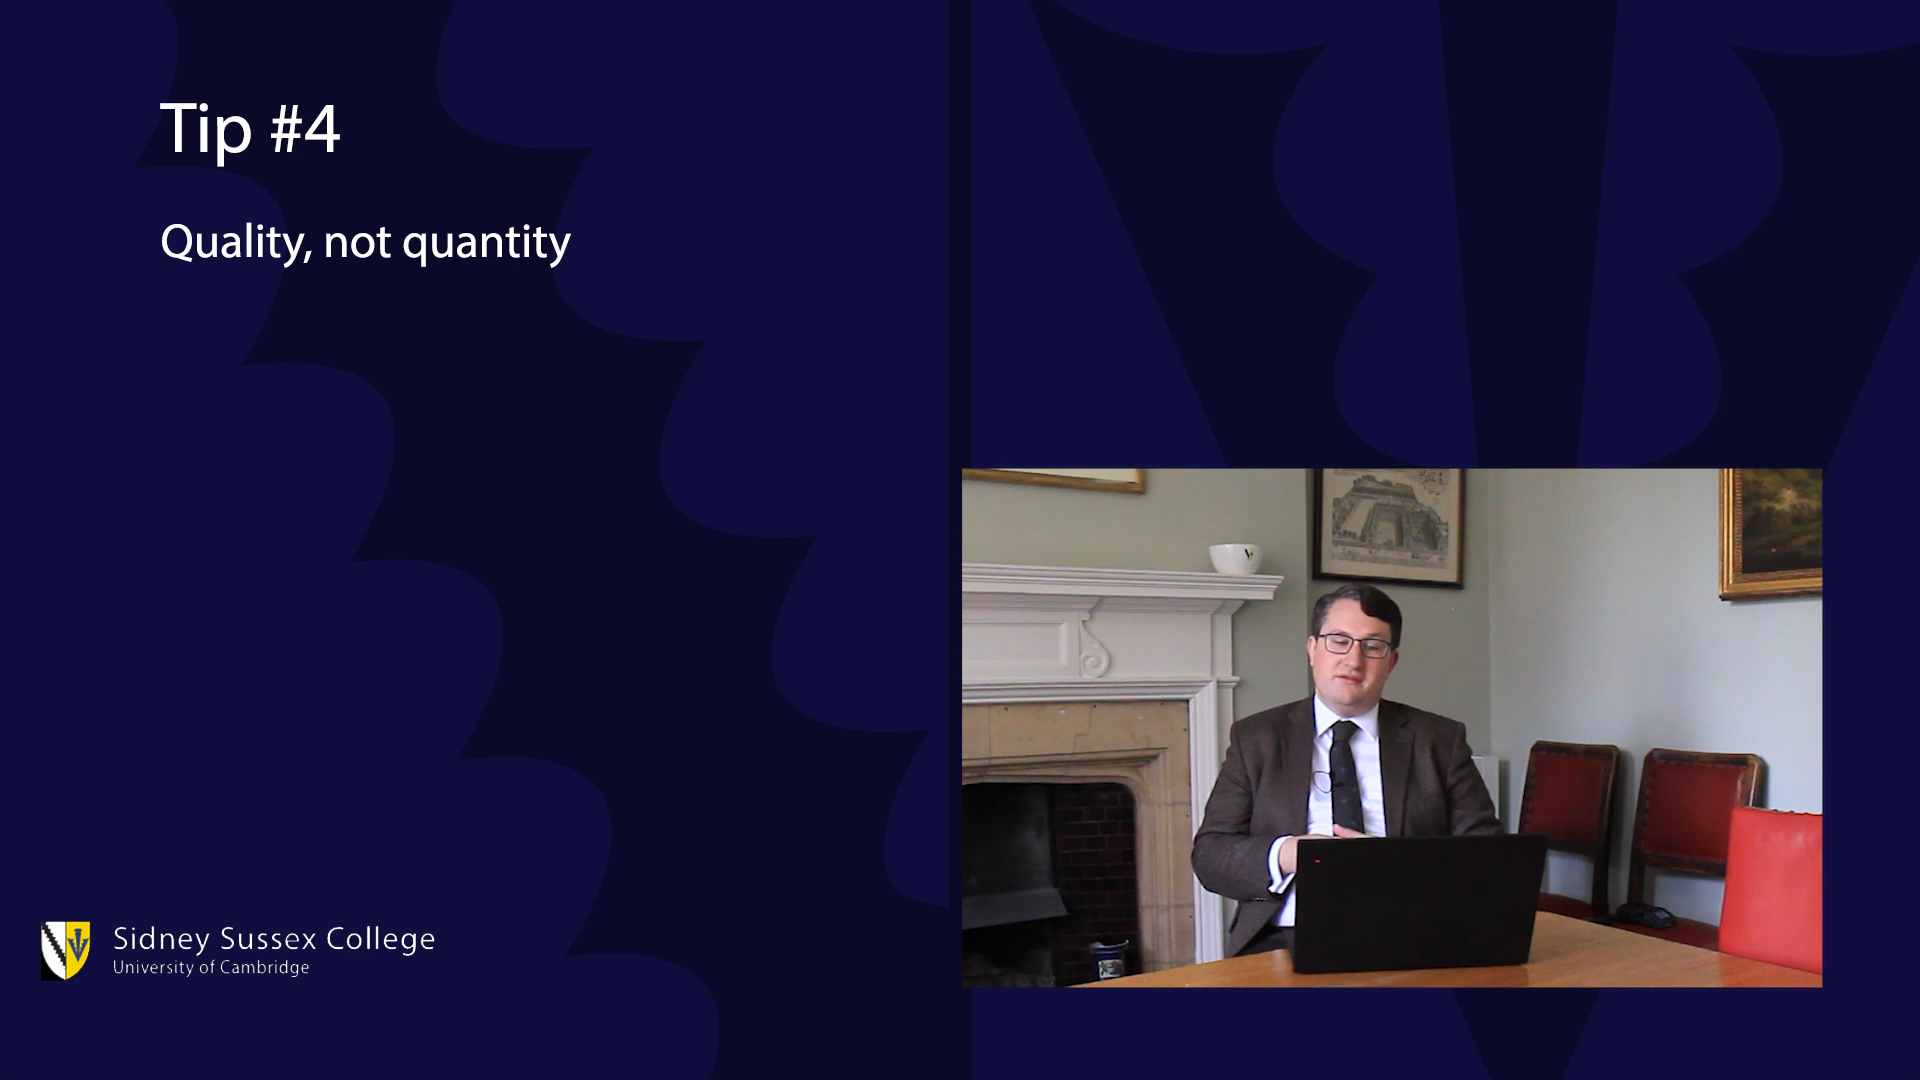 Tip #4
Quality, not quantity
Sidney Sussex College
University of Cambridge